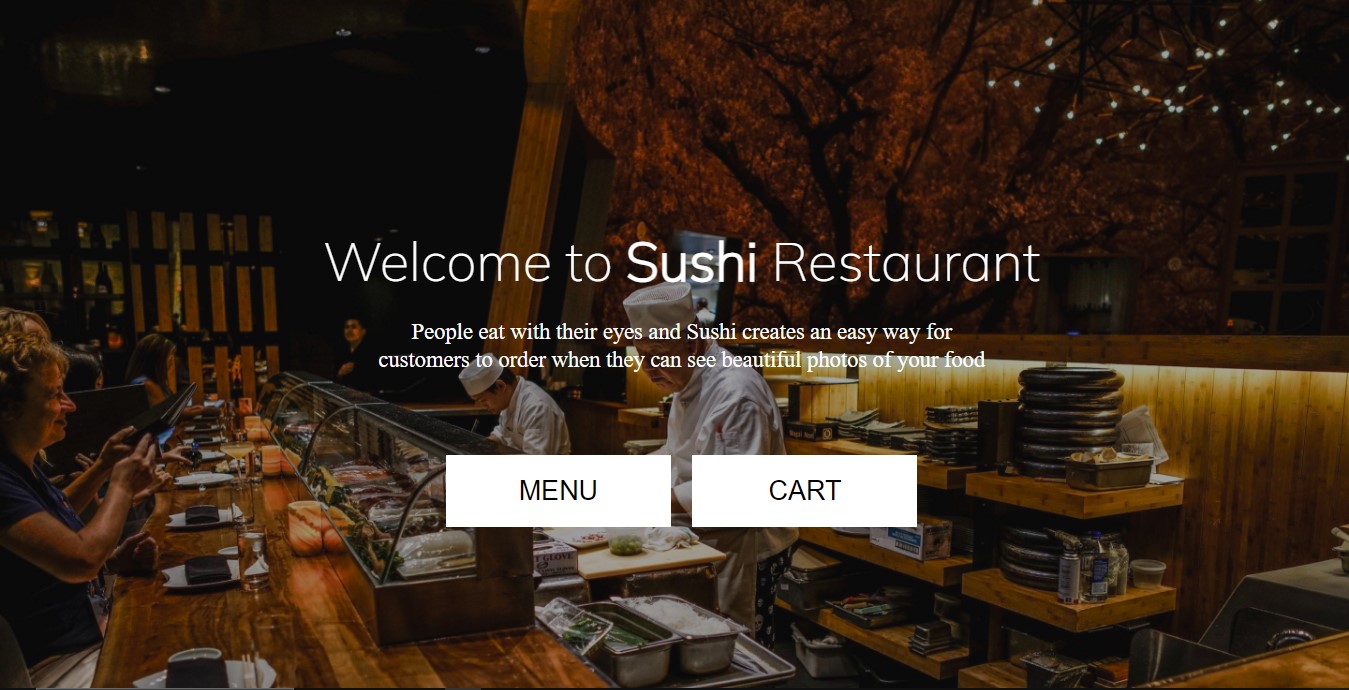 Welcome to Sushi Restaurant
People eat with their eyes and Sushi creates an easy way for
customers to order when they can see beautiful photos of your food
MENU
CART